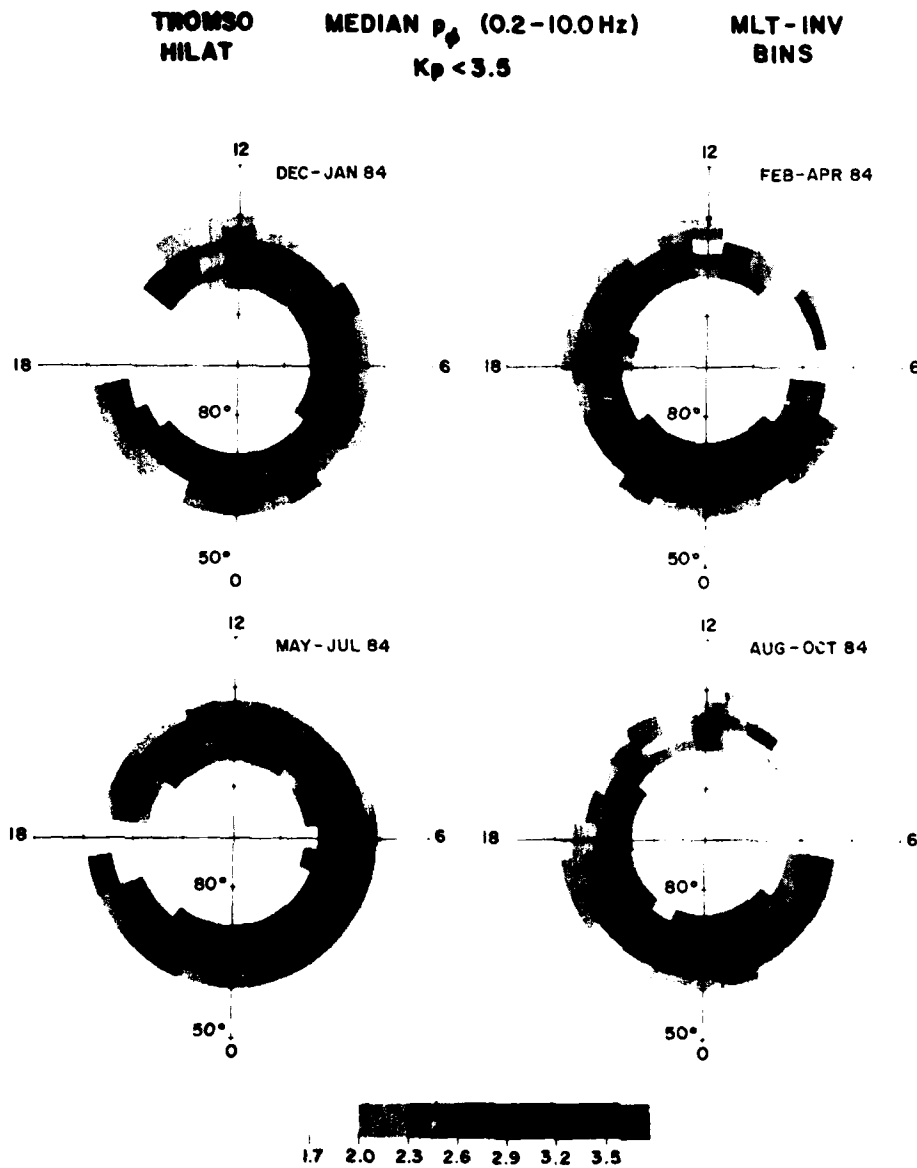 TROMSO MEDIAN pϕ (0.2-10.0 Hz) MLT-INV
HILAT Kp < 3.5 BINS
12 DEC-JAN 84
18 6
80°
50°
0
12 FEB-APR 84
18 6
80°
50°
0
12 MAY-JUL 84
18 6
80°
50°
0
12 AUG-OCT 84
18 6
80°
50°
0
1.7 2.0 2.3 2.6 2.9 3.2 3.5